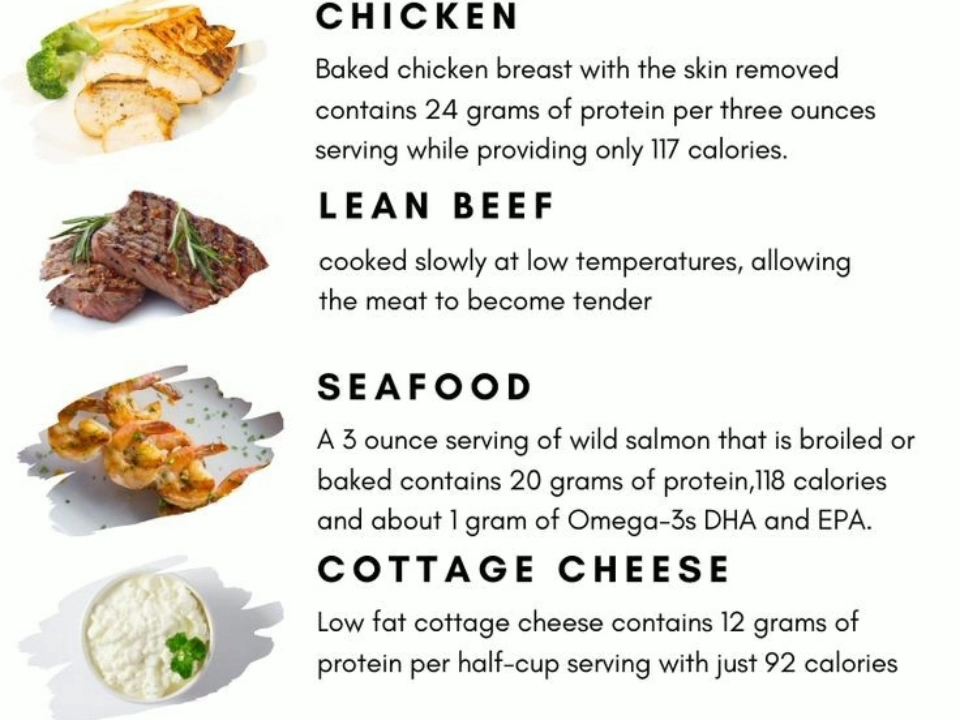 CHICKEN
Baked chicken breast with the skin removed
contains 24 grams of protein per three ounces
serving while providing only 117 calories.
LEAN BEEF
cooked slowly at low temperatures, allowing
the meat to become tender
SEAFOOD
A 3 ounce serving of wild salmon that is broiled or
baked contains 20 grams of protein,118 calories
and about 1 gram of Omega-3s DHA and EPA.
COTTAGE CHEESE
Low fat cottage cheese contains 12 grams of
protein per half-cup serving with just 92 calories